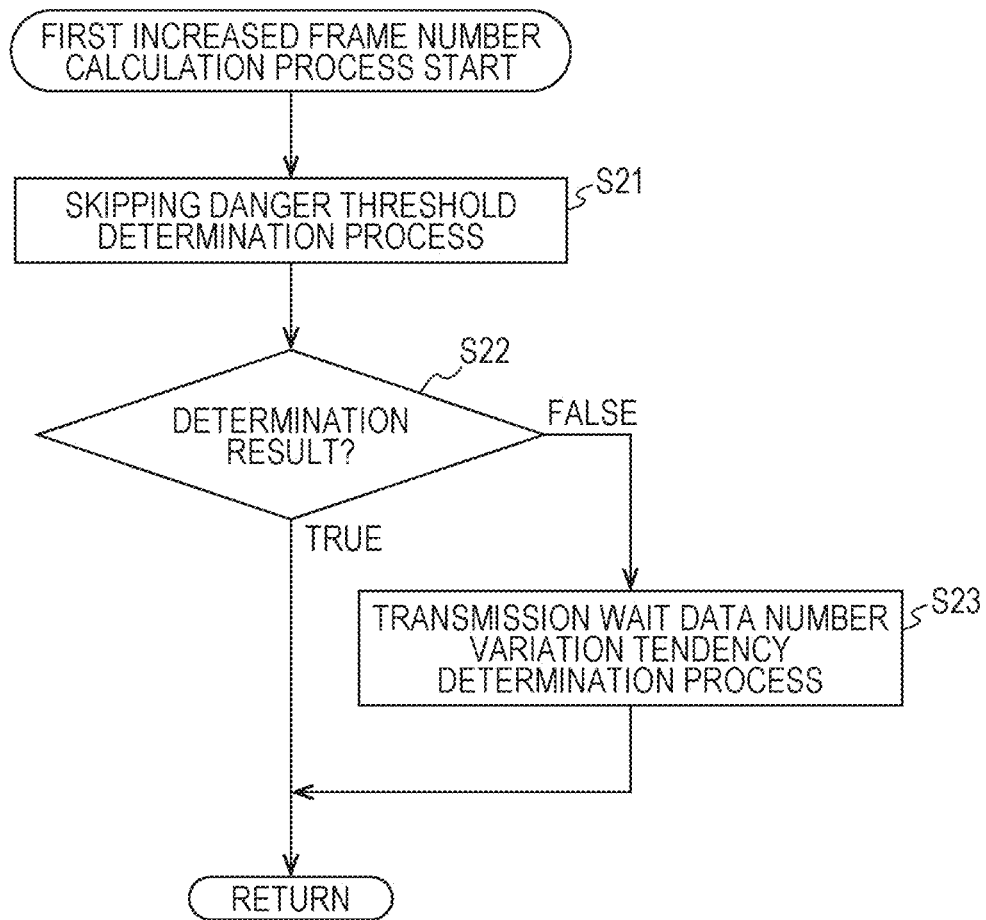 FIRST INCREASED FRAME NUMBER
CALCULATION PROCESS START
S21
SKIPPING DANGER THRESHOLD
DETERMINATION PROCESS
S22
DETERMINATION
RESULT?
FALSE
TRUE
S23
TRANSMISSION WAIT DATA NUMBER
VARIATION TENDENCY
DETERMINATION PROCESS
RETURN